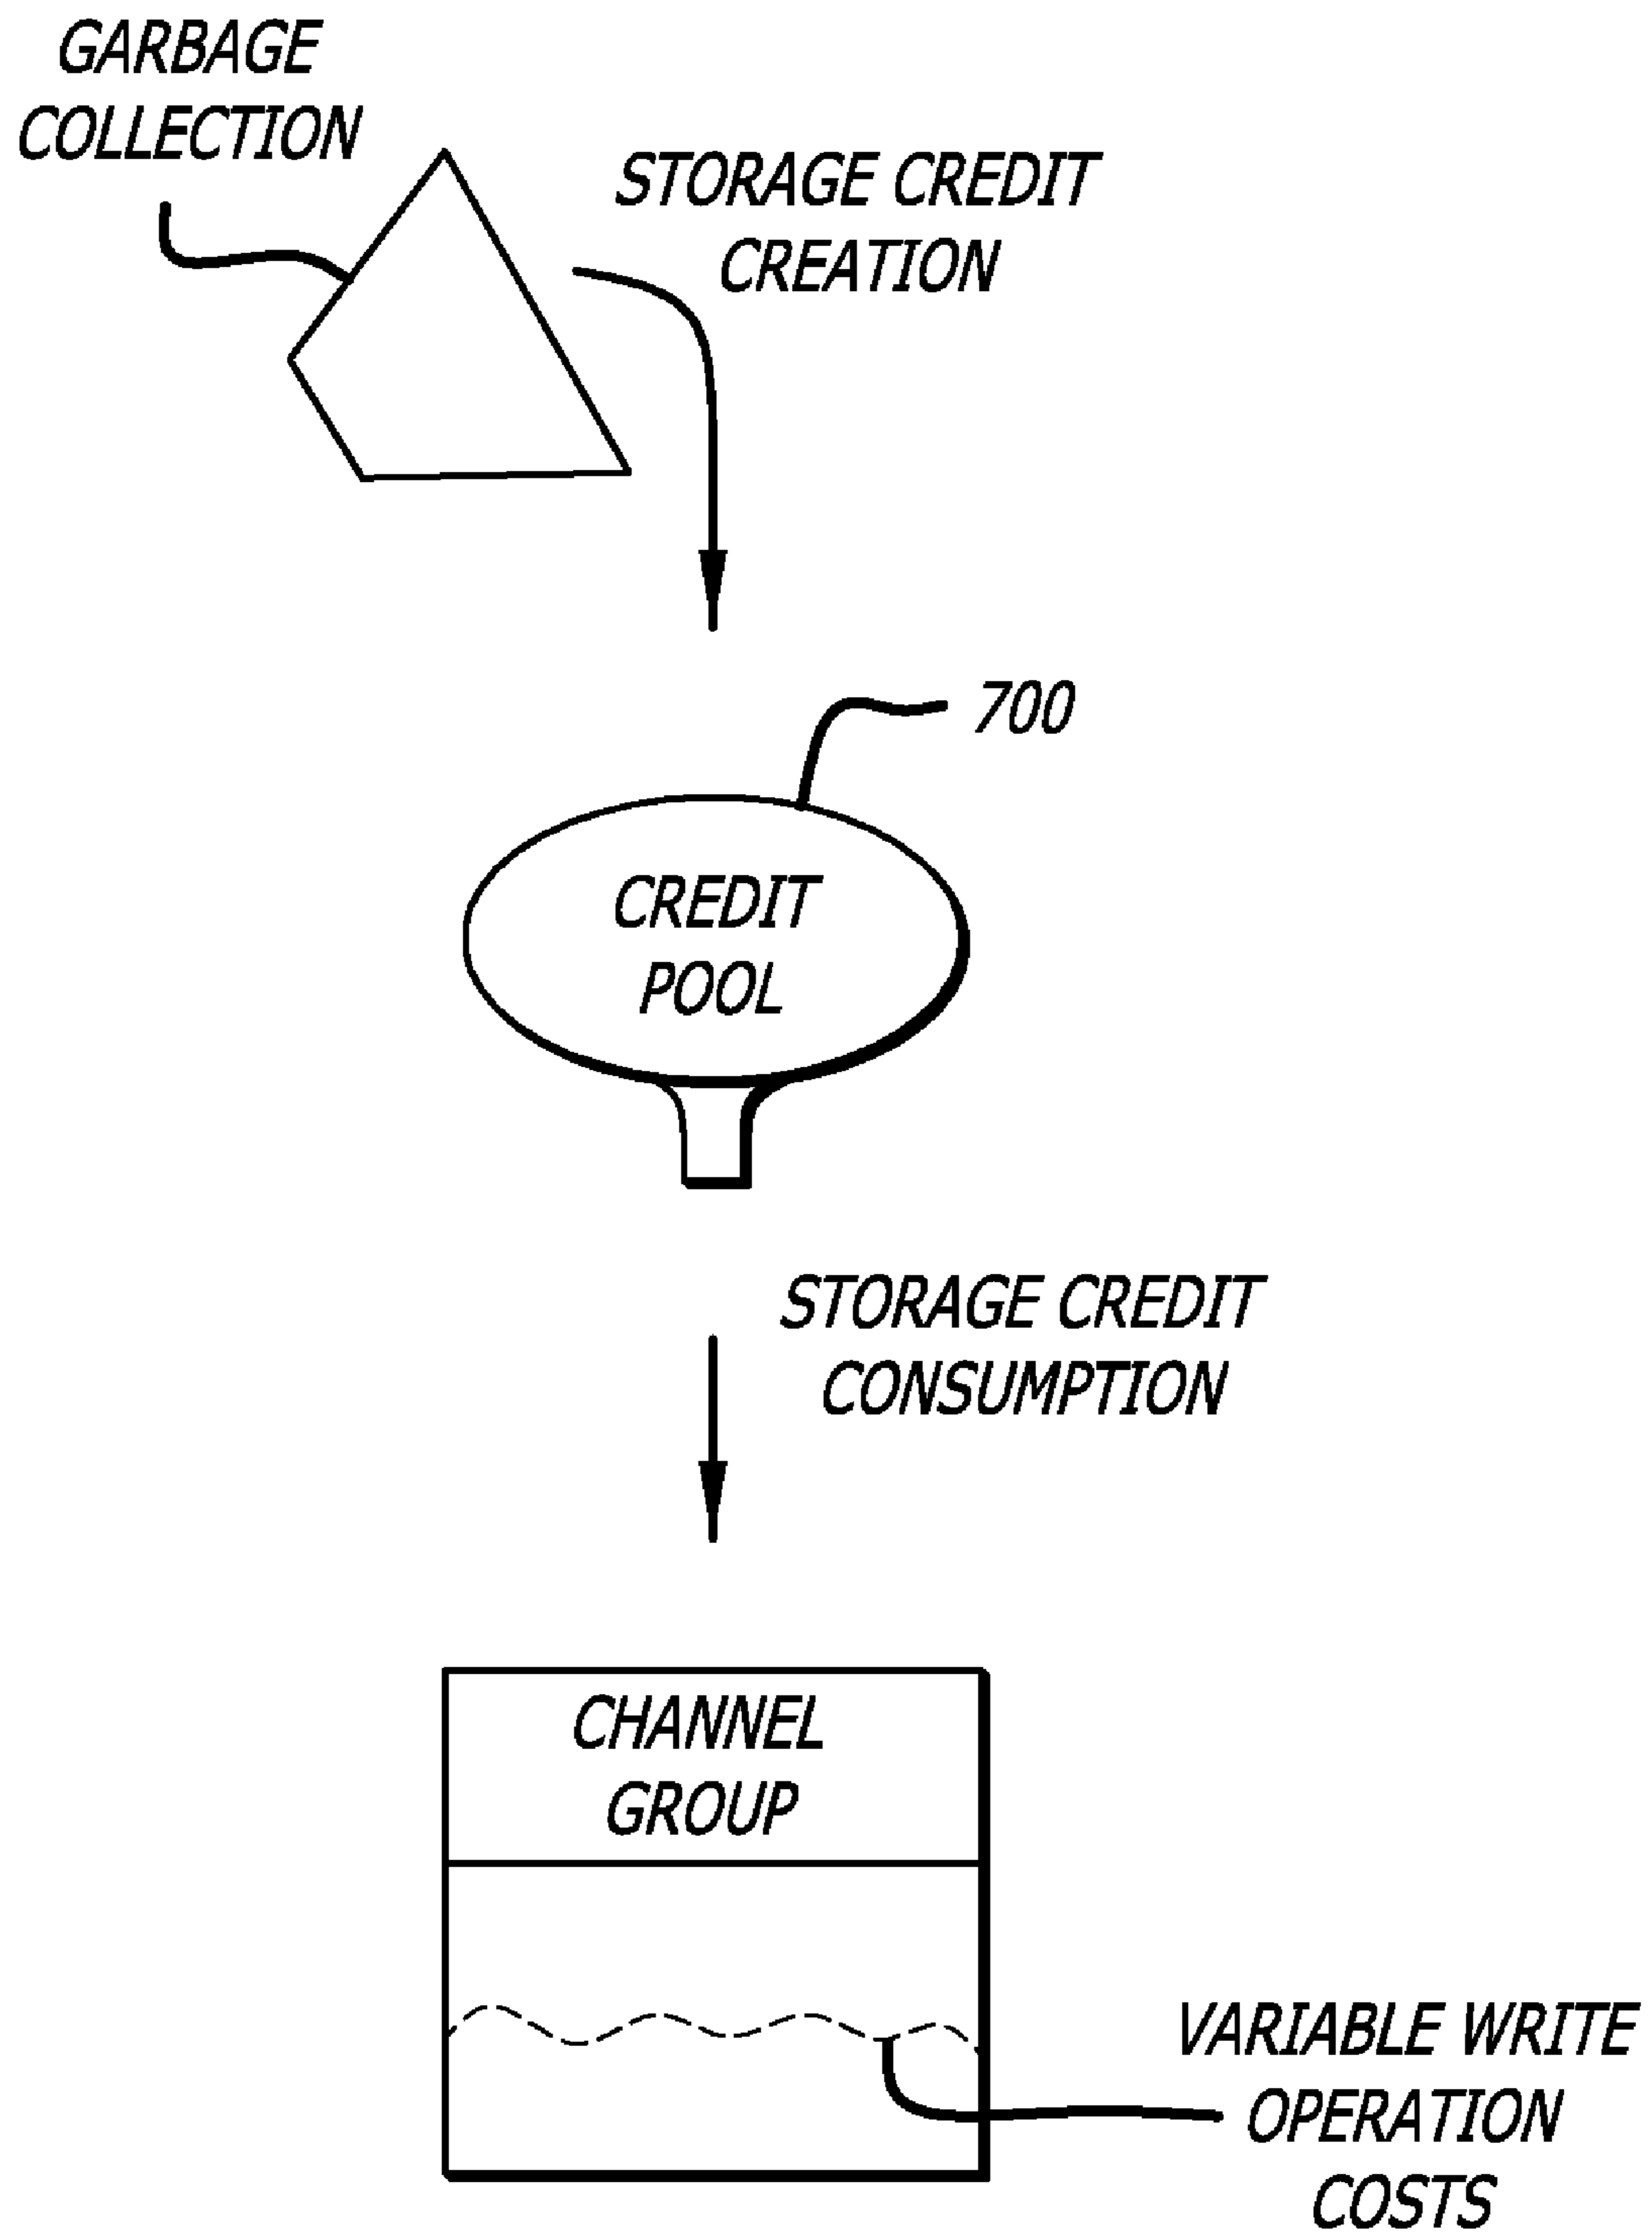 GARBAGE
COLLECTION
STORAGE CREDIT
CREATION
700
CREDIT
POOL
STORAGE CREDIT
CONSUMPTION
CHANNEL
GROUP
VARIABLE WRITE
OPERATION
COSTS